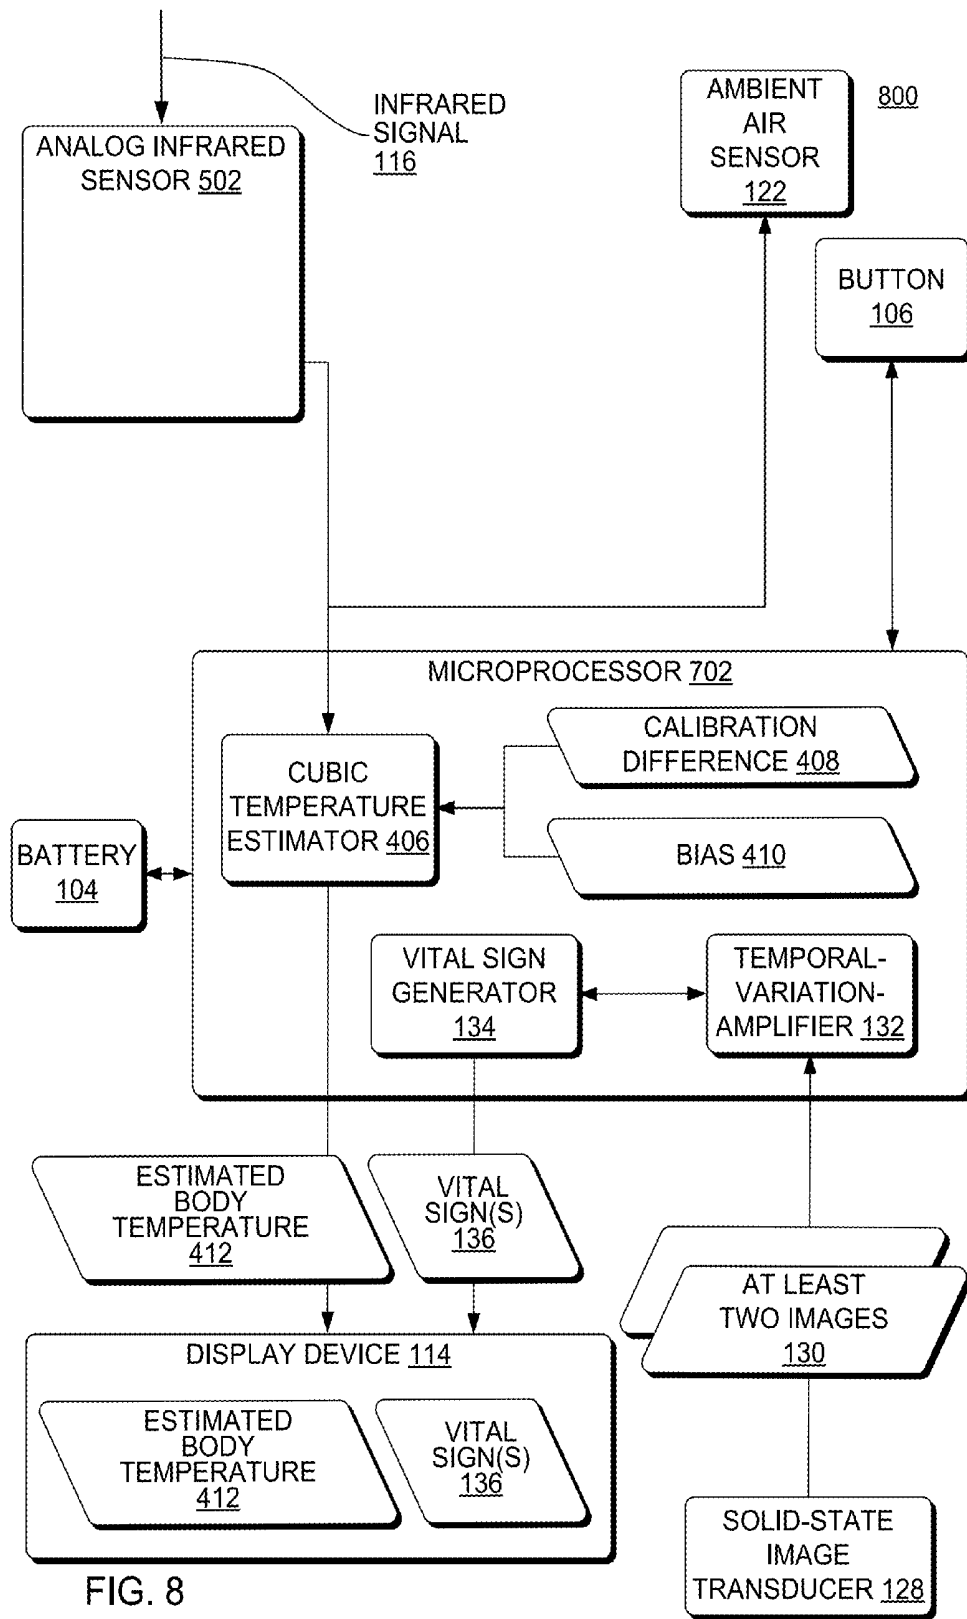 INFRARED
SIGNAL
116
AMBIENT
AIR
SENSOR
122
800
ANALOG INFRARED
SENSOR 502
BUTTON
106
MICROPROCESSOR 702
CUBIC
TEMPERATURE
ESTIMATOR 406
CALIBRATION
DIFFERENCE 408
BIAS 410
BATTERY
104
VITAL SIGN
GENERATOR
134
TEMPORAL-
VARIATION-
AMPLIFIER 132
ESTIMATED
BODY
TEMPERATURE
412
VITAL
SIGN(S)
136
AT LEAST
TWO IMAGES
130
DISPLAY DEVICE 114
ESTIMATED
BODY
TEMPERATURE
412
VITAL
SIGN(S)
136
SOLID-STATE
IMAGE
TRANSDUCER 128
FIG. 8